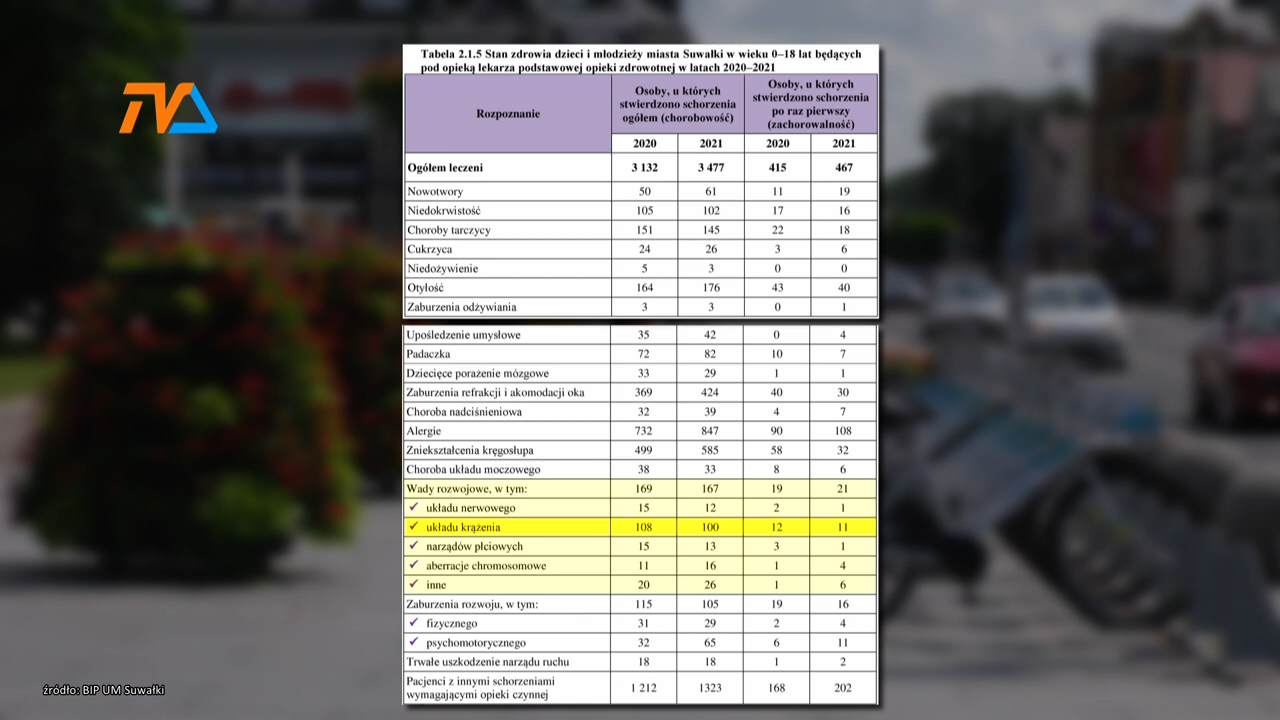 Tabela 2.1.5 Stan zdrowia dzieci i młodzieży miasta Suwałki w wieku 0–18 lat będących
pod opieką lekarza podstawowej opieki zdrowotnej w latach 2020–2021
TVA
Rozpoznanie
Osoby, u których
stwierdzono schorzenia
ogółem (chorobowość)
Osoby, u których
stwierdzono schorzenia
po raz pierwszy
(zachorowalność)
2020 2021 2020 2021
Ogółem leczeni 3 132 3 477 415 467
Nowotwory 50 61 11 19
Niedokrwistość 105 102 17 16
Choroby tarczycy 151 145 22 18
Cukrzyca 24 26 3 6
Niedożywienie 5 3 0 0
Otyłość 164 176 43 40
Zaburzenia odżywiania 3 3 0 1
Upośledzenie umysłowe 35 42 0 4
Padaczka 72 82 10 7
Dziecięce porażenie mózgowe 33 29 1 1
Zaburzenia refrakcji i akomodacji oka 369 424 40 30
Choroba nadciśnieniowa 32 39 4 7
Alergie 732 847 90 108
Zniekształcenia kręgosłupa 499 585 58 32
Choroba układu moczowego 38 33 8 6
Wady rozwojowe, w tym: 169 167 19 21
✓ układu nerwowego 15 12 2 1
✓ układu krążenia 108 100 12 11
✓ narządów płciowych 15 13 3 1
✓ aberracje chromosomowe 11 16 1 4
✓ inne 20 26 1 6
Zaburzenia rozwoju, w tym: 115 105 19 16
✓ fizycznego 31 29 2 4
✓ psychomotorycznego 32 65 6 11
Trwałe uszkodzenie narządu ruchu 18 18 1 2
Pacjenci z innymi schorzeniami
wymagającymi opieki czynnej 1 212 1323 168 202
źródło: BIP UM Suwałki